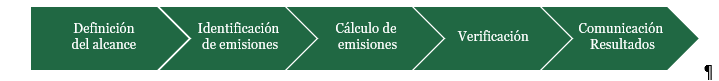 Definición
del alcance
Identificación
de emisiones
Cálculo de
emisiones
Verificación
Comunicación
Resultados
¶